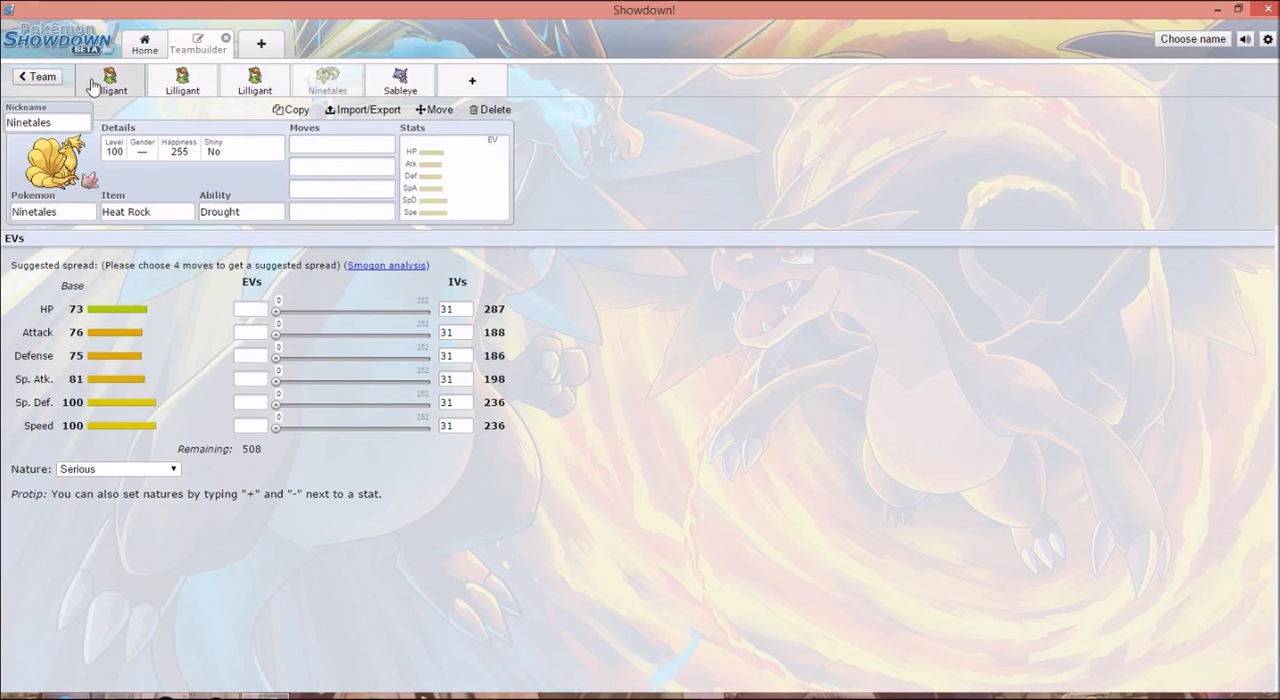 Showdown!
Pokémon
SHOWDOWN
BETA
Home
Teambuilder
+
Choose name
< Team
lligant
Lilligant
Lilligant
Ninetales
Sableye
+
Nickname
Ninetales
Copy Import/Export Move Delete
Details
Level Gender Happiness Shiny
100 — 255 No
Moves
Stats
EV
HP
Atk
Def
SpA
SpD
Spe
Pokemon Item Ability
Ninetales Heat Rock Drought
EVs
Suggested spread: (Please choose 4 moves to get a suggested spread) (Smogon analysis)
Base EVs IVs
HP 73 0 252 31 287
Attack 76 0 252 31 188
Defense 75 0 252 31 186
Sp. Atk. 81 0 252 31 198
Sp. Def. 100 0 252 31 236
Speed 100 0 252 31 236
Remaining: 508
Nature: Serious
Protip: You can also set natures by typing "+" and "-" next to a stat.